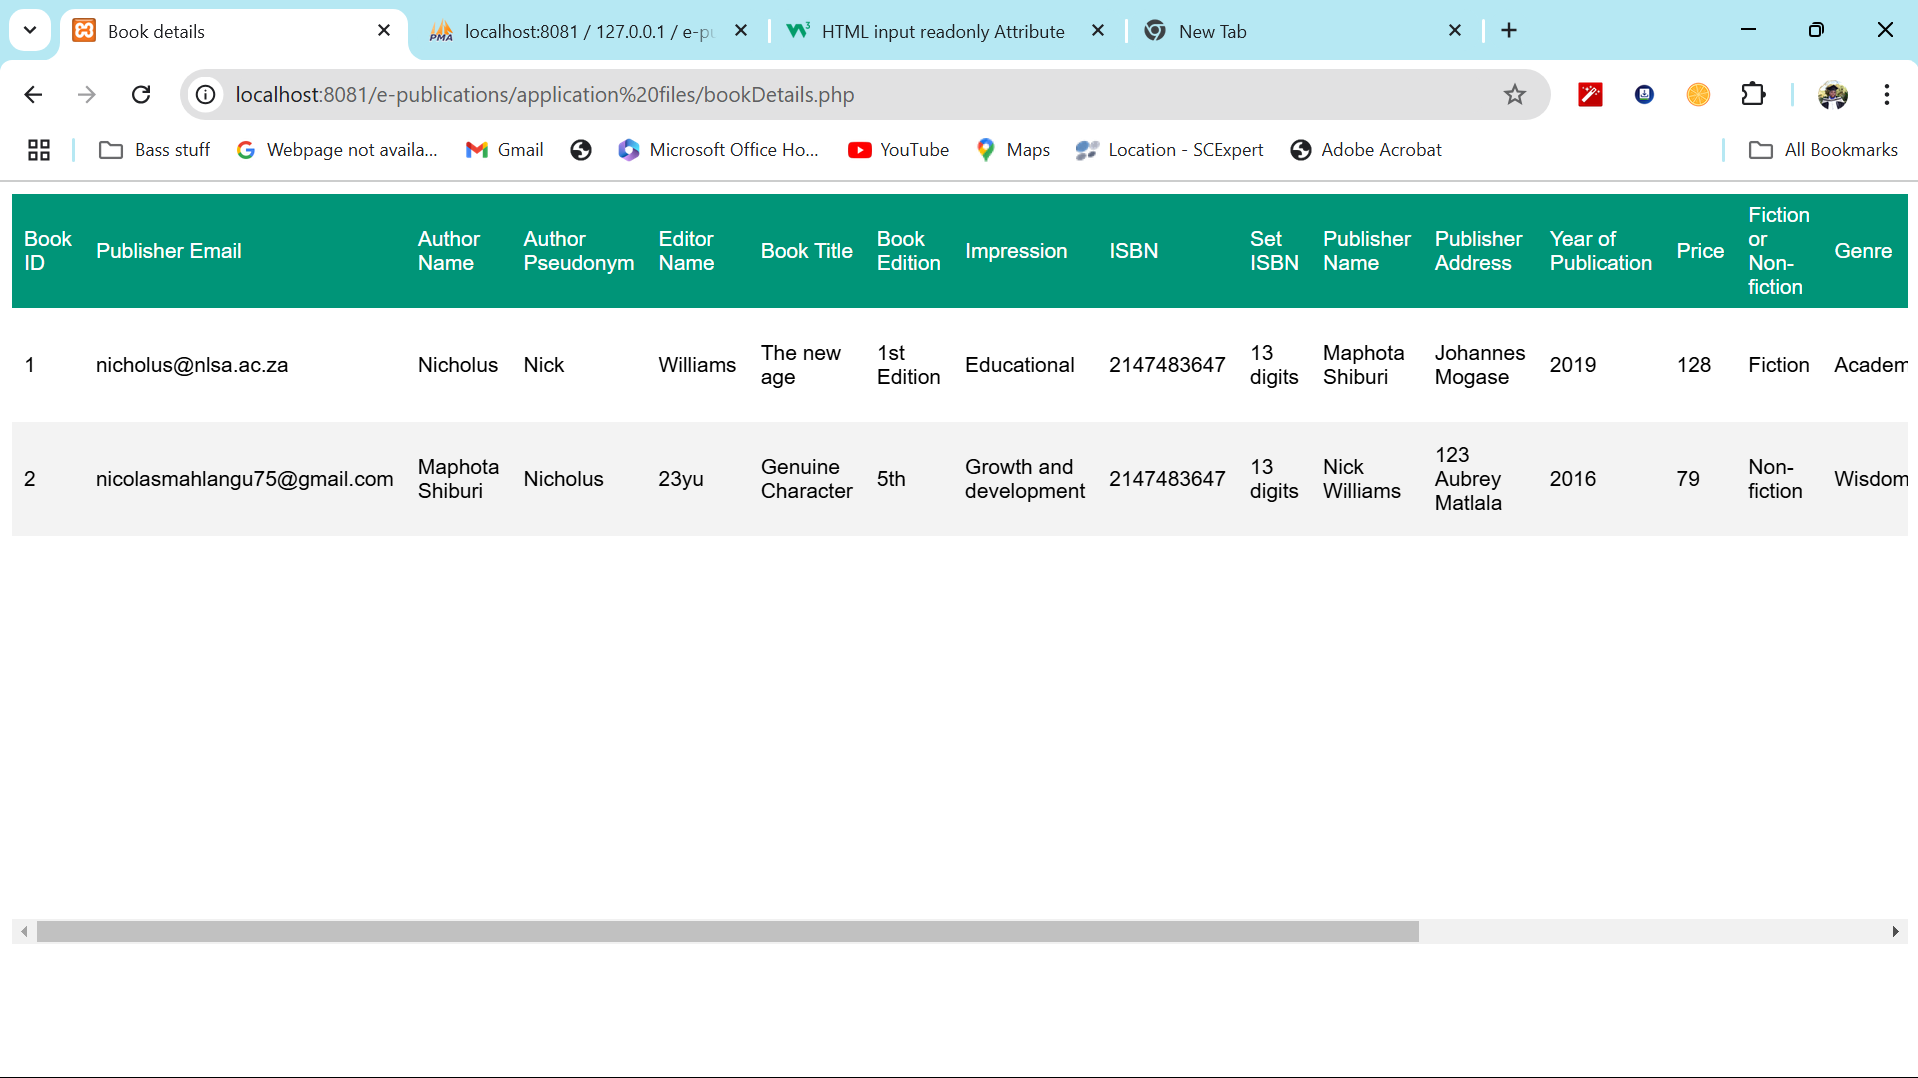 Book details
localhost:8081 / 127.0.0.1 / e-pu
HTML input readonly Attribute
New Tab
localhost:8081/e-publications/application%20files/bookDetails.php
Bass stuff
Webpage not availa...
Gmail
Microsoft Office Ho...
YouTube
Maps
Location - SCExpert
Adobe Acrobat
All Bookmarks
Book
ID
Publisher Email
Author
Name
Author
Pseudonym
Editor
Name
Book Title
Book
Edition
Impression
ISBN
Set
ISBN
Publisher
Name
Publisher
Address
Year of
Publication
Price
Fiction
or
Non-
fiction
Genre
1
nicholus@nlsa.ac.za
Nicholus
Nick
Williams
The new
age
1st
Edition
Educational
2147483647
13
digits
Maphota
Shiburi
Johannes
Mogase
2019
128
Fiction
Academ
2
nicolasmahlangu75@gmail.com
Maphota
Shiburi
Nicholus
23yu
Genuine
Character
5th
Growth and
development
2147483647
13
digits
Nick
Williams
123
Aubrey
Matlala
2016
79
Non-
fiction
Wisdom